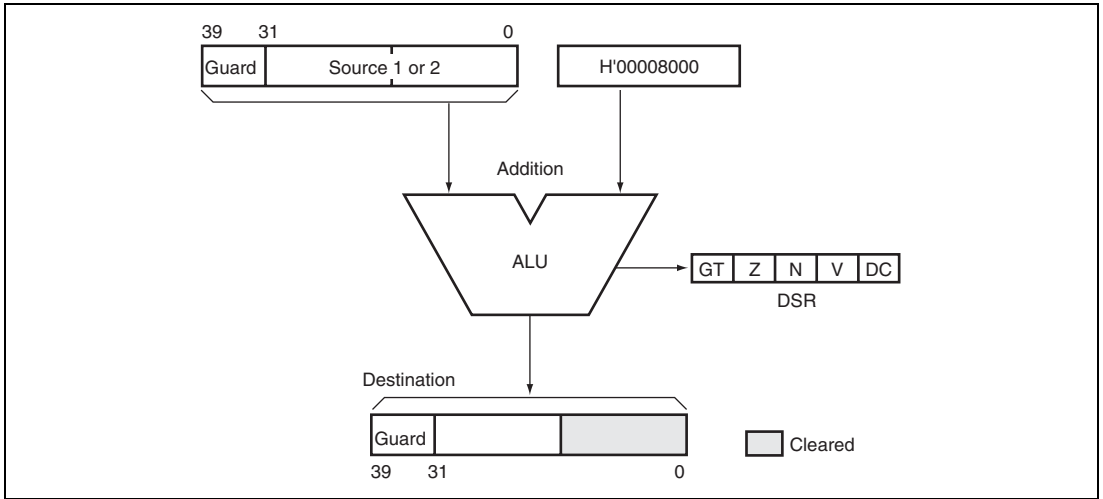 39 31 0
Guard Source 1 or 2 H'00008000
Addition
ALU
GT Z N V DC
DSR
Destination
Guard
Cleared
39 31 0